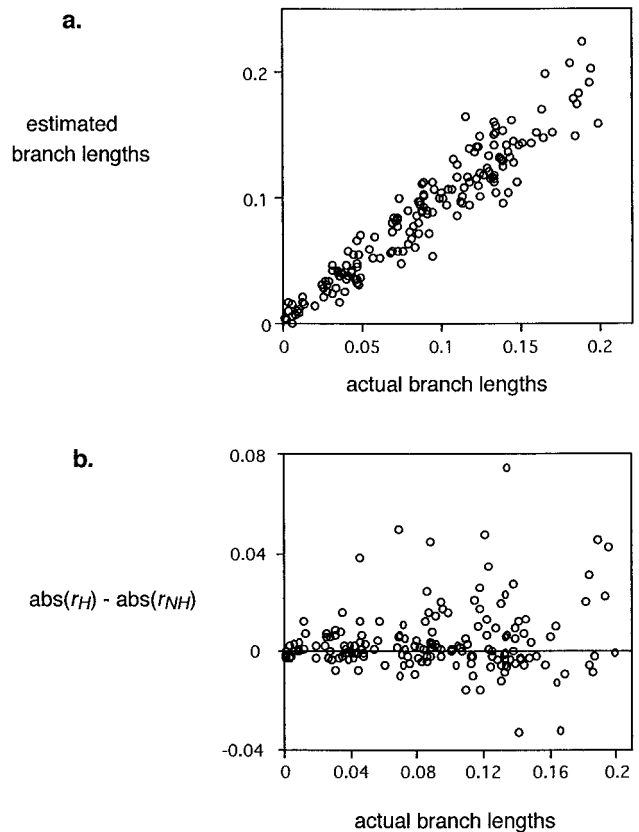 a.
estimated
branch lengths
0.2
0.1
0
0 0.05 0.1 0.15 0.2
actual branch lengths
b.
abs(rH) - abs(rNH)
0.08
0.04
0
-0.04
0 0.04 0.08 0.12 0.16 0.2
actual branch lengths